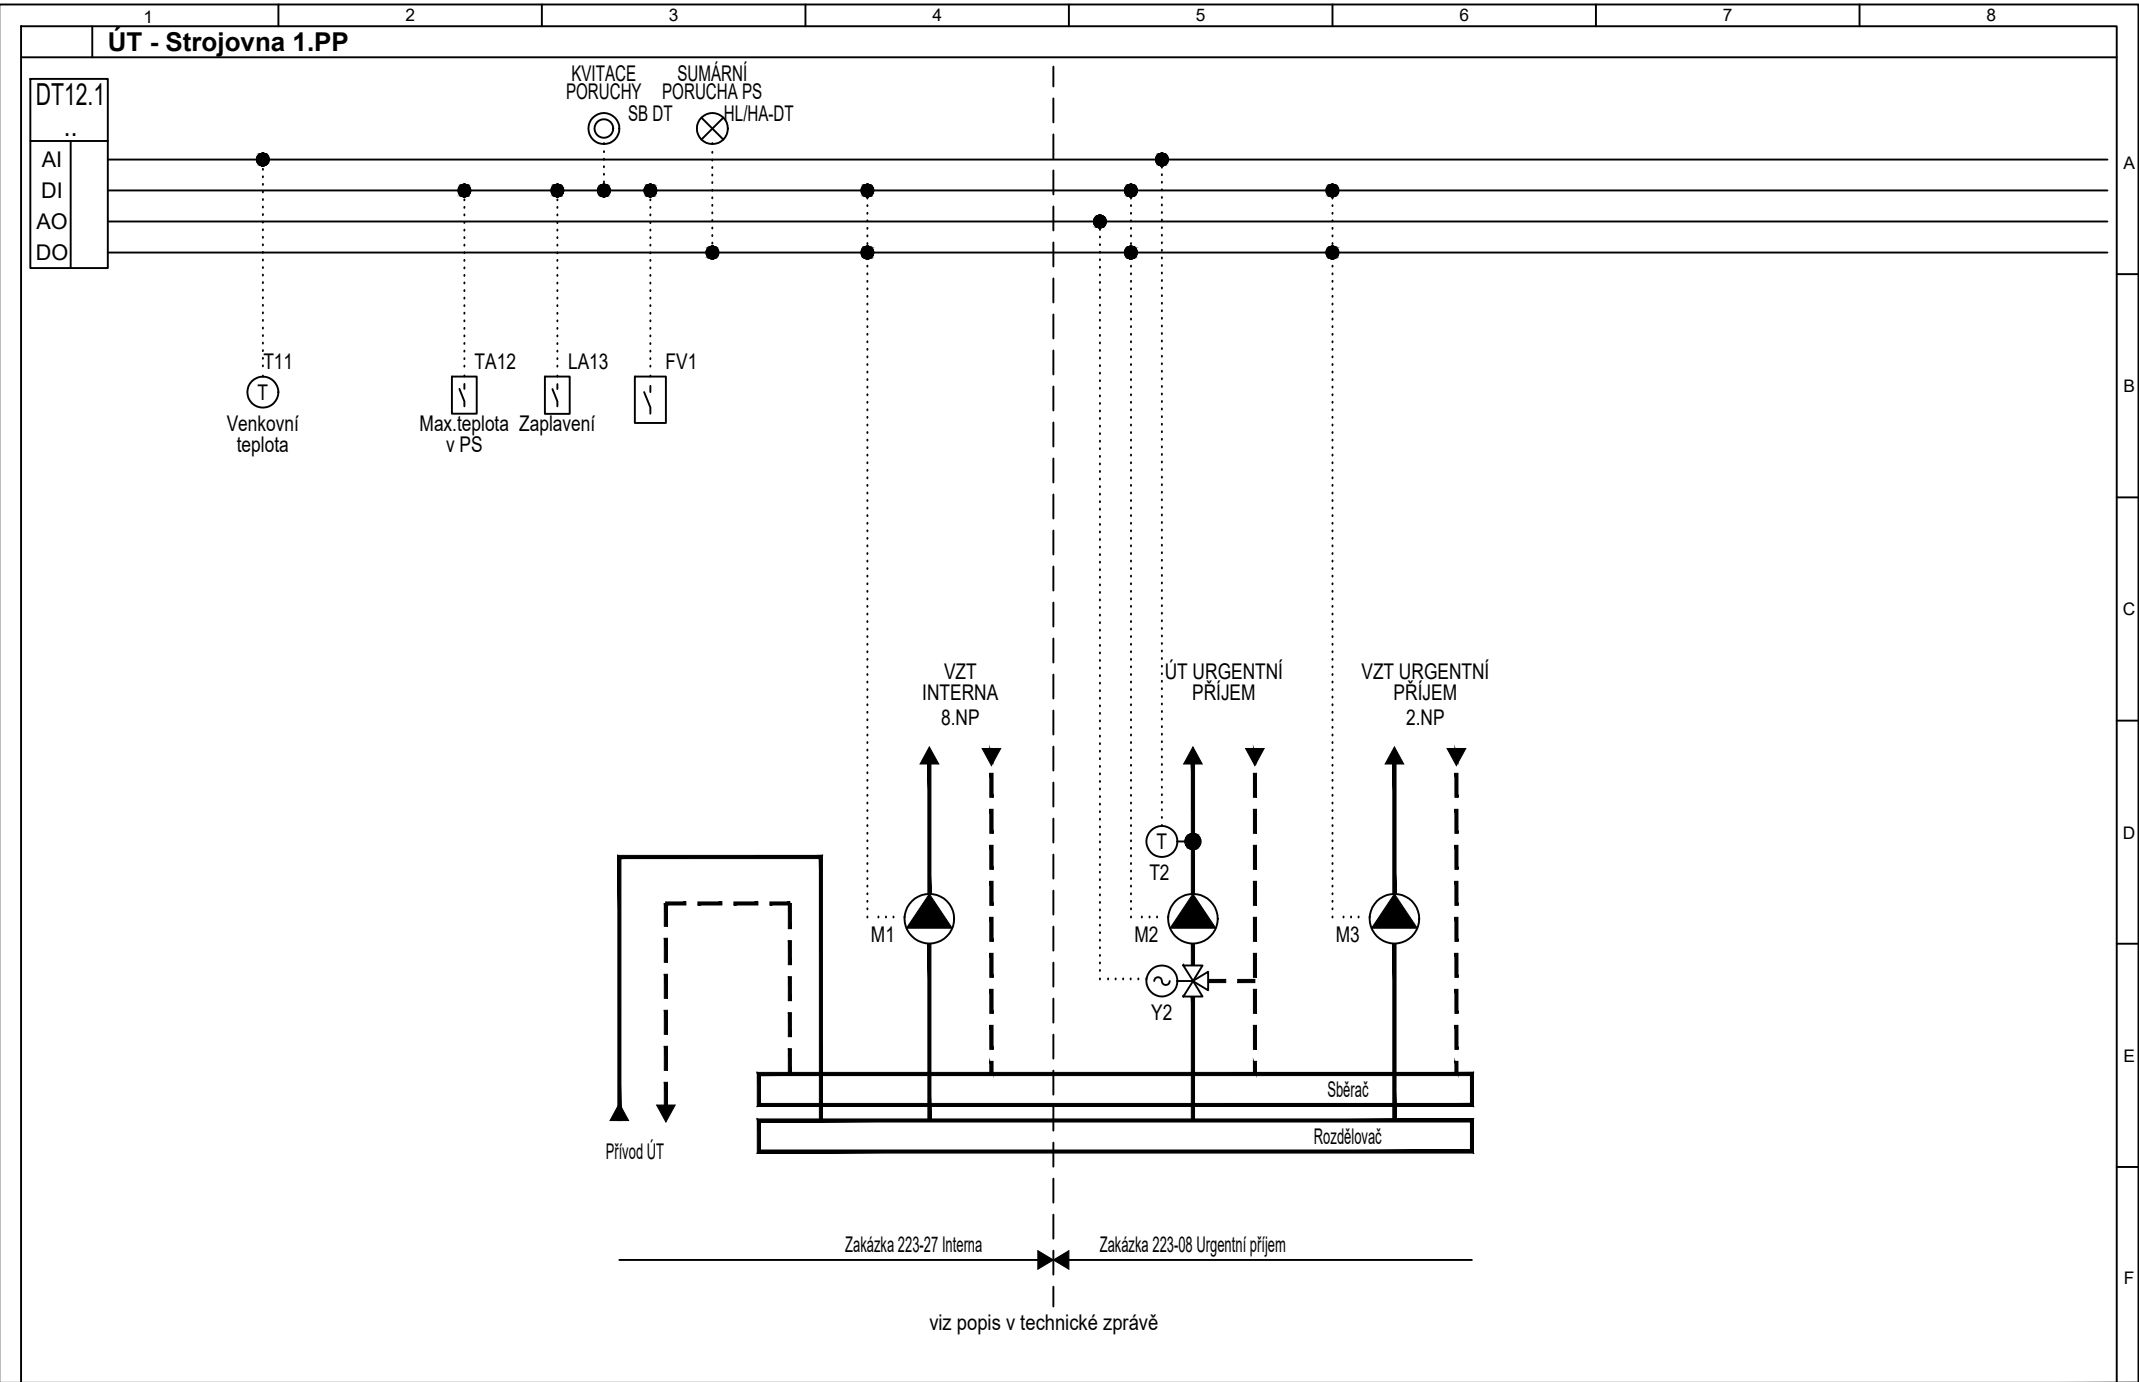 1 2 3 4 5 6 7 8
ÚT - Strojovna 1.PP
DT12.1
..
AI
DI
AO
DO
KVITACE
PORUCHY
SB DT
SUMÁRNÍ
PORUCHA PS
HL/HA-DT
A
B
C
D
E
F
T11
T
Venkovní
teplota
TA12
Max.teplota
v PS
LA13
Zaplavení
FV1
VZT
INTERNA
8.NP
ÚT URGENTNÍ
PŘÍJEM
VZT URGENTNÍ
PŘÍJEM
2.NP
T
T2
M1
M2
M3
Y2
Sběrač
Rozdělovač
Přívod ÚT
Zakázka 223-27 Interna
Zakázka 223-08 Urgentní příjem
viz popis v technické zprávě